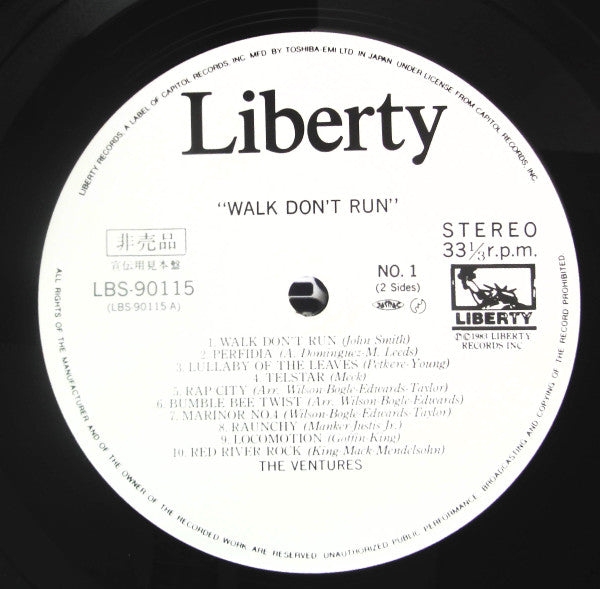 LIBERTY RECORDS, A LABEL OF CAPITOL RECORDS, INC. MFD BY TOSHIBA-EMI LTD IN JAPAN UNDER LICENSE FROM CAPITOL RECORDS, INC.
Liberty
"WALK DON'T RUN"
非売品
宣伝用見本盤
LBS-90115
(LBS-90115 A)
NO. 1
(2 Sides)
JASRAC
STEREO
33⅓r.p.m.
LIBERTY
Ⓟ©1983 LIBERTY
RECORDS INC
1. WALK DON'T RUN (John Smith)
2. PERFIDIA (A. Dominguez-M. Leeds)
3. LULLABY OF THE LEAVES (Petkere-Young)
4. TELSTAR (Meek)
5. RAP CITY (Arr. Wilson-Bogle-Edwards-Taylor)
6. BUMBLE BEE TWIST (Arr. Wilson-Bogle-Edwards)
7. MARINOR NO.4 (Wilson-Bogle-Edwards-Taylor)
8. RAUNCHY (Manker-Justis Jr.)
9. LOCOMOTION (Goffin-King)
10. RED RIVER ROCK (King-Mack-Mendelsohn)
THE VENTURES
ALL RIGHTS OF THE MANUFACTURER AND OF THE OWNER OF THE RECORDED WORK ARE RESERVED. UNAUTHORIZED PUBLIC PERFORMANCE, BROADCASTING AND COPYING OF THE RECORD PROHIBITED